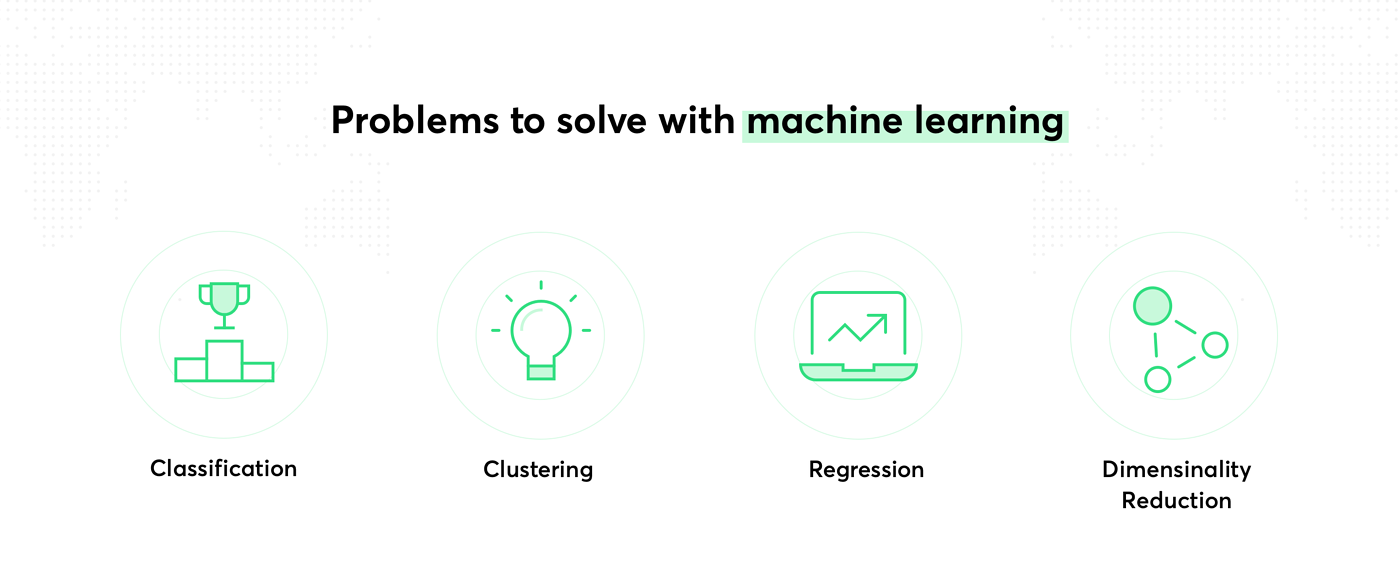 Problems to solve with machine learning
Classification
Clustering
Regression
Dimensinality
Reduction